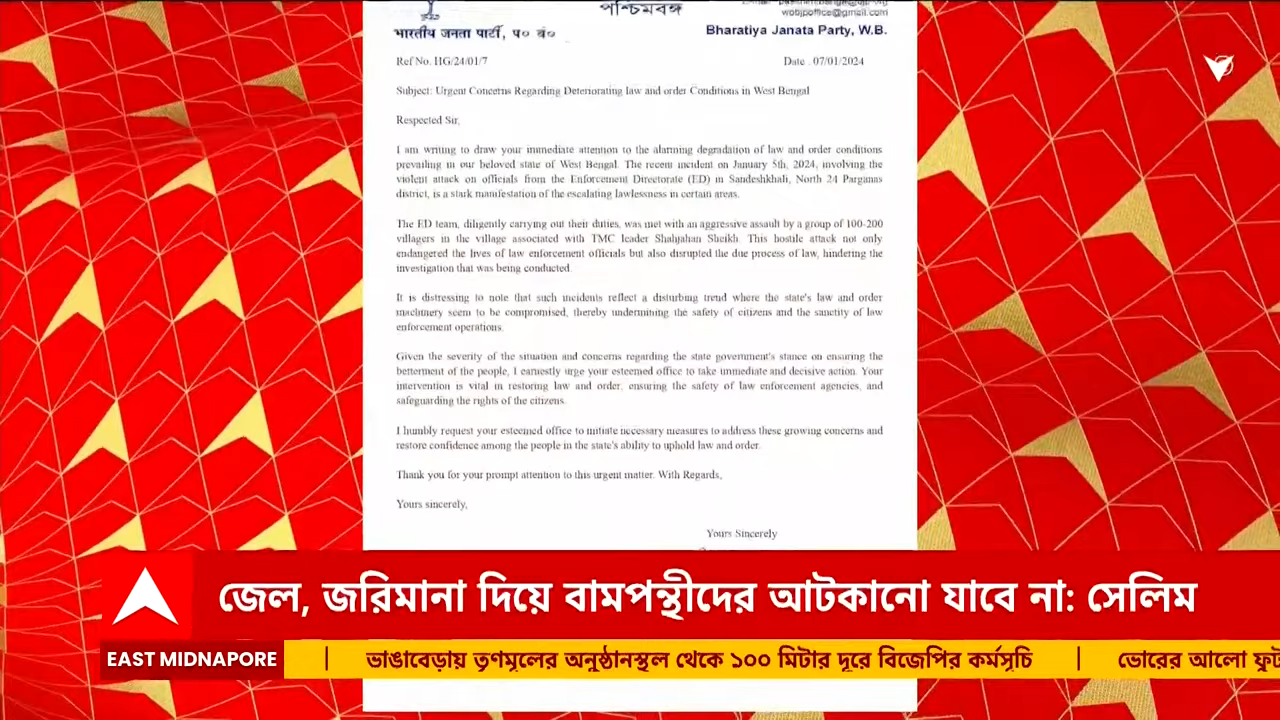 পশ্চিমবঙ্গ
wobjpoffice@gmail.com
भारतीय जनता पार्टी, प० बं०
Bharatiya Janata Party, W.B.
Ref No. HG/24/01/7
Date . 07/01/2024
Subject: Urgent Concerns Regarding Deteriorating law and order Conditions in West Bengal
Respected Sir,
I am writing to draw your immediate attention to the alarming degradation of law and order conditions
prevailing in our beloved state of West Bengal. The recent incident on January 5th, 2024, involving the
violent attack on officials from the Enforcement Directorate (ED) in Sandeshkhali, North 24 Parganas
district, is a stark manifestation of the escalating lawlessness in certain areas.
The ED team, diligently carrying out their duties, was met with an aggressive assault by a group of 100-200
villagers in the village associated with TMC leader Shahjahan Sheikh. This hostile attack not only
endangered the lives of law enforcement officials but also disrupted the due process of law, hindering the
investigation that was being conducted.
It is distressing to note that such incidents reflect a disturbing trend where the state's law and order
machinery seem to be compromised, thereby undermining the safety of citizens and the sanctity of law
enforcement operations.
Given the severity of the situation and concerns regarding the state government's stance on ensuring the
betterment of the people, I earnestly urge your esteemed office to take immediate and decisive action. Your
intervention is vital in restoring law and order, ensuring the safety of law enforcement agencies, and
safeguarding the rights of the citizens.
I humbly request your esteemed office to initiate necessary measures to address these growing concerns and
restore confidence among the people in the state's ability to uphold law and order.
Thank you for your prompt attention to this urgent matter. With Regards,
Yours sincerely,
Yours Sincerely
জেল, জরিমানা দিয়ে বামপন্থীদের আটকানো যাবে না: সেলিম
EAST MIDNAPORE
ভাঙাবেড়ায় তৃণমূলের অনুষ্ঠানস্থল থেকে ১০০ মিটার দূরে বিজেপির কর্মসূচি
ভোরের আলো ফুট